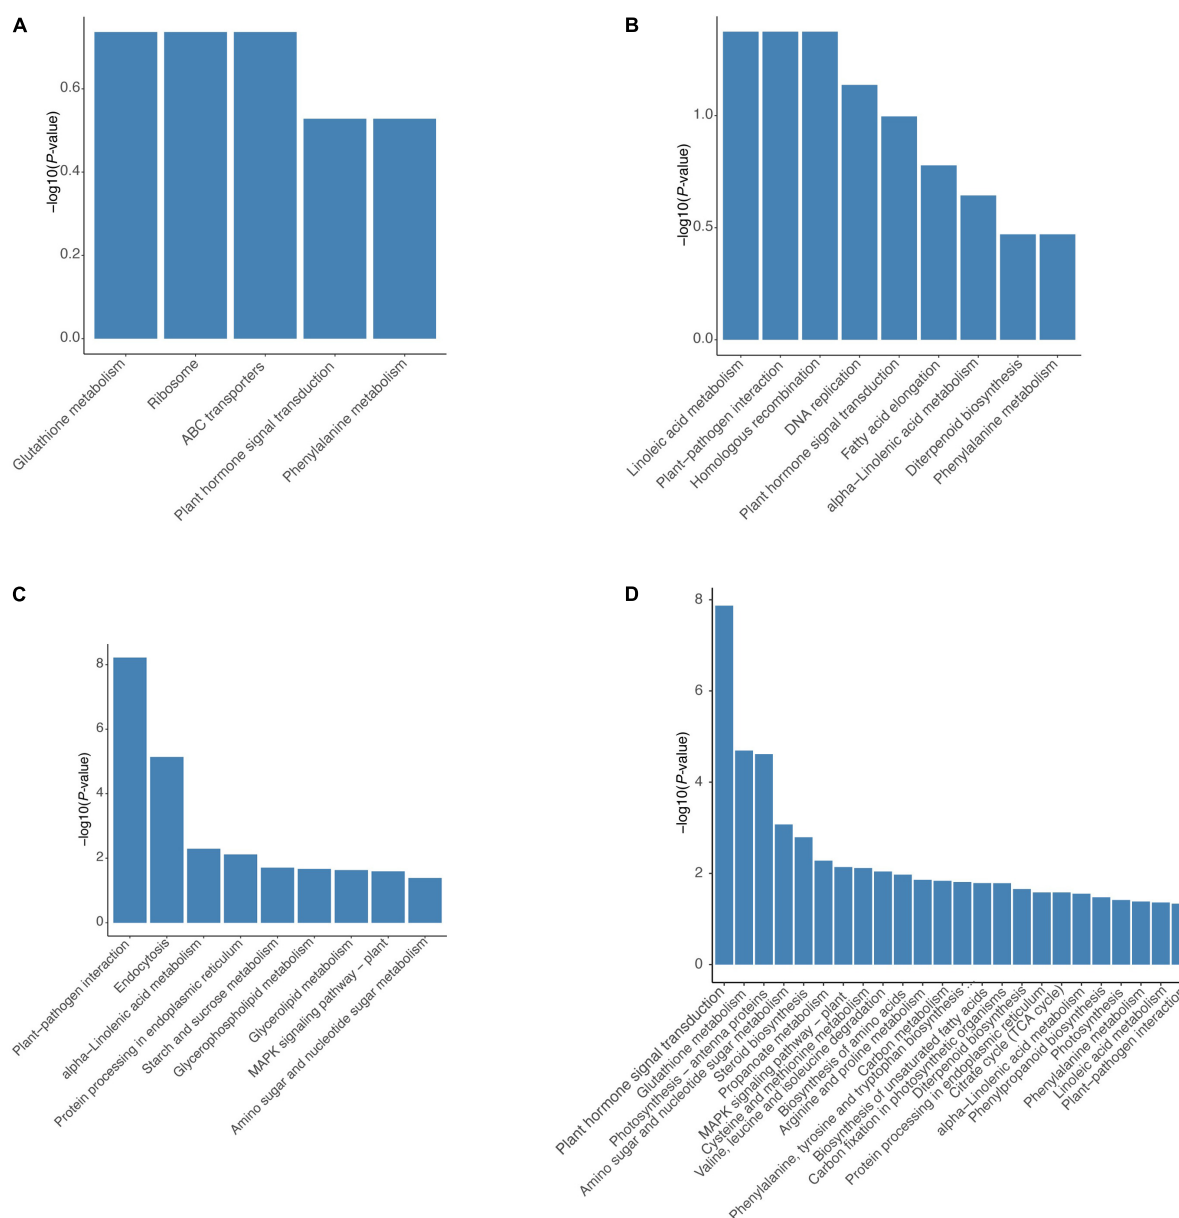 A
−log10(P-value)
0.6
0.4
0.2
0.0
Glutathione metabolism
Ribosome
ABC transporters
Plant hormone signal transduction
Phenylalanine metabolism
B
−log10(P-value)
1.0
0.5
0.0
Linoleic acid metabolism
Plant−pathogen interaction
Homologous recombination
DNA replication
Plant hormone signal transduction
Fatty acid elongation
alpha−Linolenic acid metabolism
Diterpenoid biosynthesis
Phenylalanine metabolism
C
−log10(P-value)
8
6
4
2
0
Plant−pathogen interaction
Endocytosis
alpha−Linolenic acid metabolism
Protein processing in endoplasmic reticulum
Starch and sucrose metabolism
Glycerophospholipid metabolism
Glycerolipid metabolism
MAPK signaling pathway − plant
Amino sugar and nucleotide sugar metabolism
D
−log10(P-value)
8
6
4
2
0
Plant hormone signal transduction
Glutathione metabolism
Photosynthesis − antenna proteins
Amino sugar and nucleotide sugar metabolism
Steroid biosynthesis
Propanoate metabolism
MAPK signaling pathway − plant
Cysteine and methionine metabolism
Valine, leucine and isoleucine degradation
Biosynthesis of amino acids
Arginine and proline metabolism
Carbon metabolism
Phenylalanine, tyrosine and tryptophan biosynthesis...
Biosynthesis of unsaturated fatty acids
Carbon fixation in photosynthetic organisms
Diterpenoid biosynthesis
Protein processing in endoplasmic reticulum
Citrate cycle (TCA cycle)
alpha−Linolenic acid metabolism
Phenylpropanoid biosynthesis
Photosynthesis
Phenylalanine metabolism
Linoleic acid metabolism
Plant−pathogen interaction